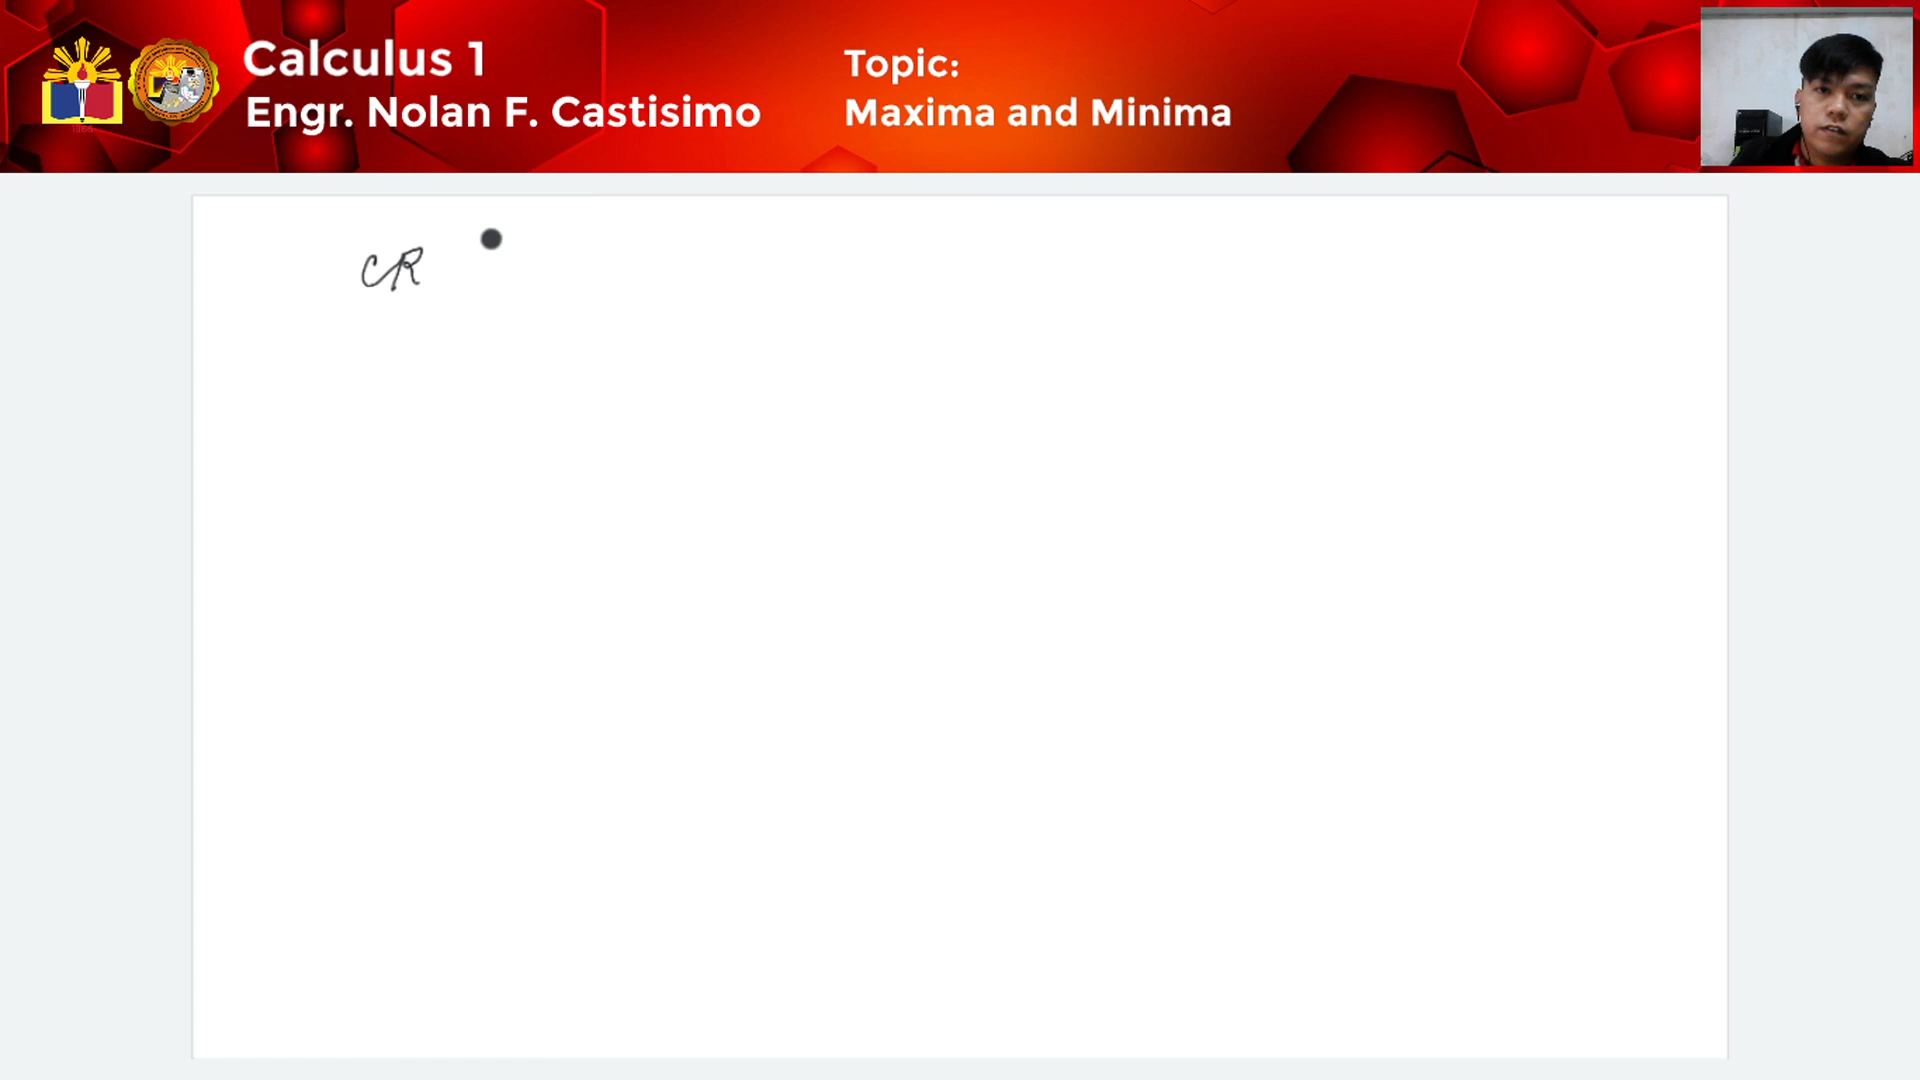 Calculus 1
Engr. Nolan F. Castisimo
Topic:
Maxima and Minima
CR